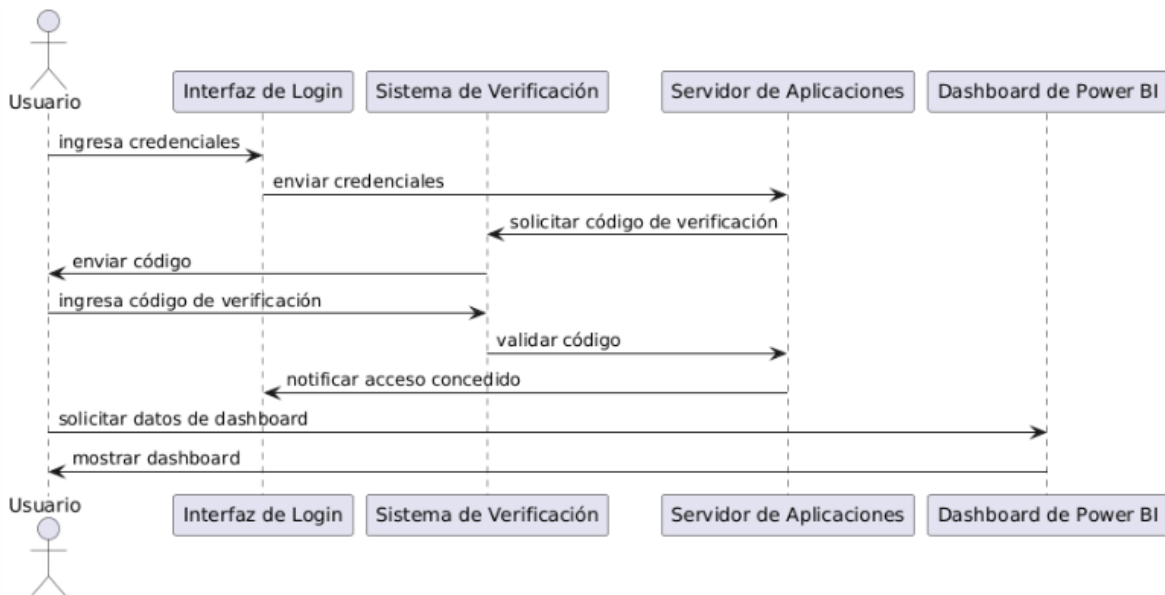 Usuario
Interfaz de Login
Sistema de Verificación
Servidor de Aplicaciones
Dashboard de Power BI
ingresa credenciales
enviar credenciales
solicitar código de verificación
enviar código
ingresa código de verificación
validar código
notificar acceso concedido
solicitar datos de dashboard
mostrar dashboard
Usuario
Interfaz de Login
Sistema de Verificación
Servidor de Aplicaciones
Dashboard de Power BI